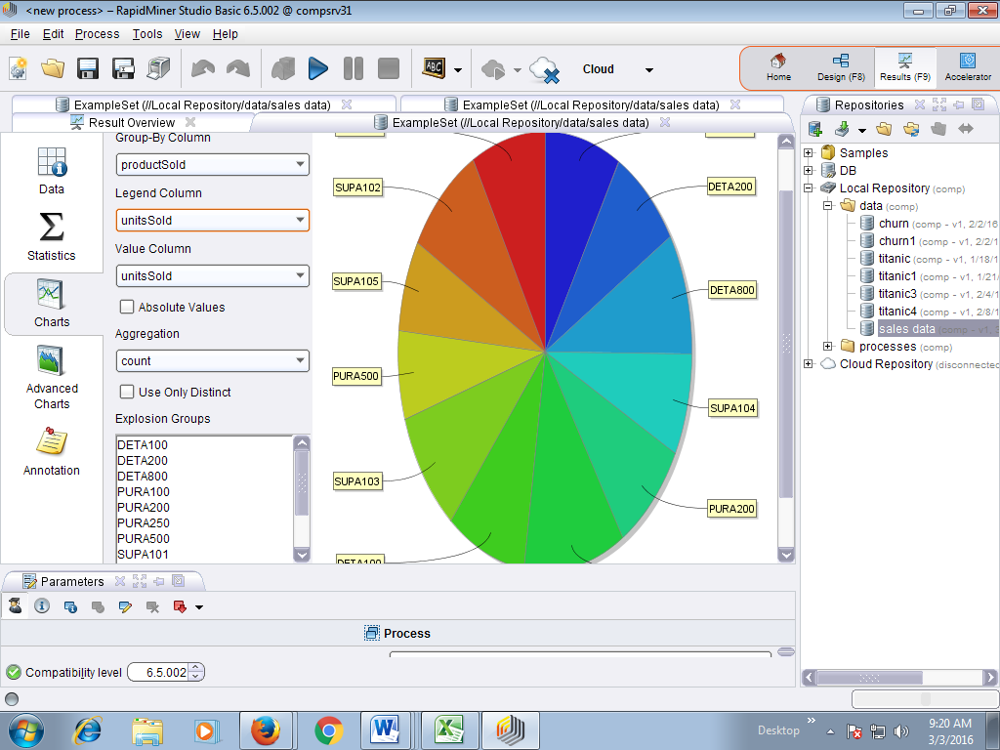 <new process> – RapidMiner Studio Basic 6.5.002 @ compsrv31
File Edit Process Tools View Help
ABC
Cloud
Home
Design (F8)
Results (F9)
Accelerator
ExampleSet (//Local Repository/data/sales data)
ExampleSet (//Local Repository/data/sales data)
Result Overview
ExampleSet (//Local Repository/data/sales data)
Data
Statistics
Charts
Advanced
Charts
Annotation
Group-By Column
productSold
Legend Column
unitsSold
Value Column
unitsSold
Absolute Values
Aggregation
count
Use Only Distinct
Explosion Groups
DETA100
DETA200
DETA800
PURA100
PURA200
PURA250
PURA500
SUPA101
SUPA102
SUPA105
PURA500
SUPA103
DETA100
DETA200
DETA800
SUPA104
PURA200
Repositories
Samples
DB
Local Repository (comp)
data (comp)
churn (comp - v1, 2/2/16
churn1 (comp - v1, 2/2/1
titanic (comp - v1, 1/18/1
titanic1 (comp - v1, 1/21/
titanic3 (comp - v1, 2/4/1
titanic4 (comp - v1, 2/8/1
sales data (comp - v1,
processes (comp)
Cloud Repository (disconnected
Parameters
Process
Compatibility level 6.5.002
Desktop
9:20 AM
3/3/2016